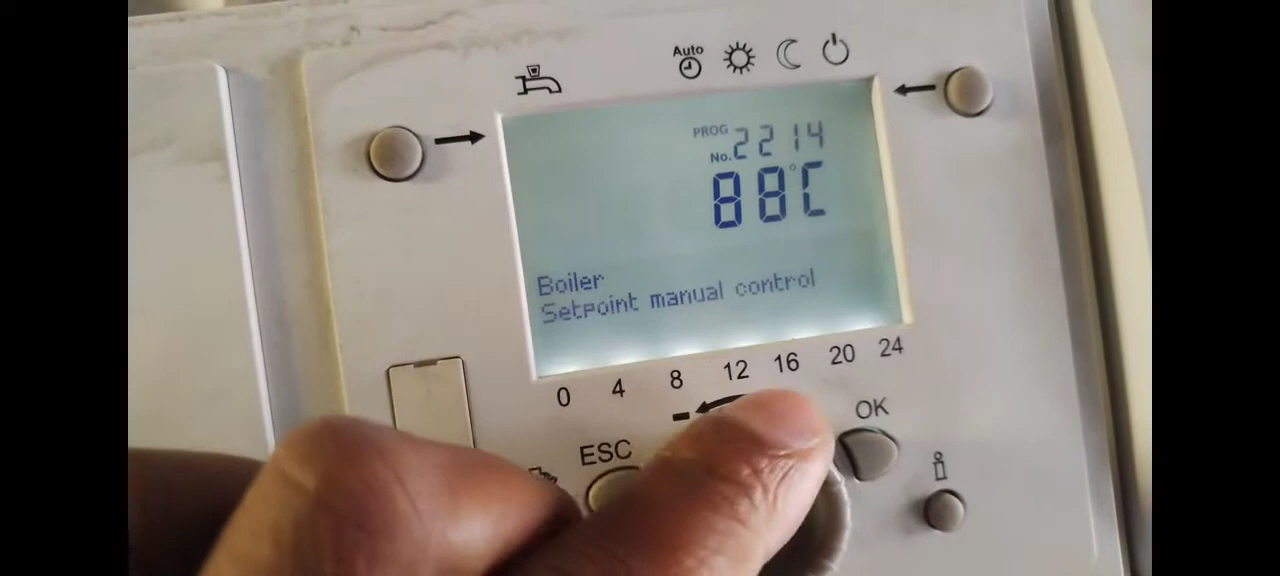 Auto
PROG
No. 2214
88°C
Boiler
Setpoint manual control
0 4 8 12 16 20 24
OK
ESC